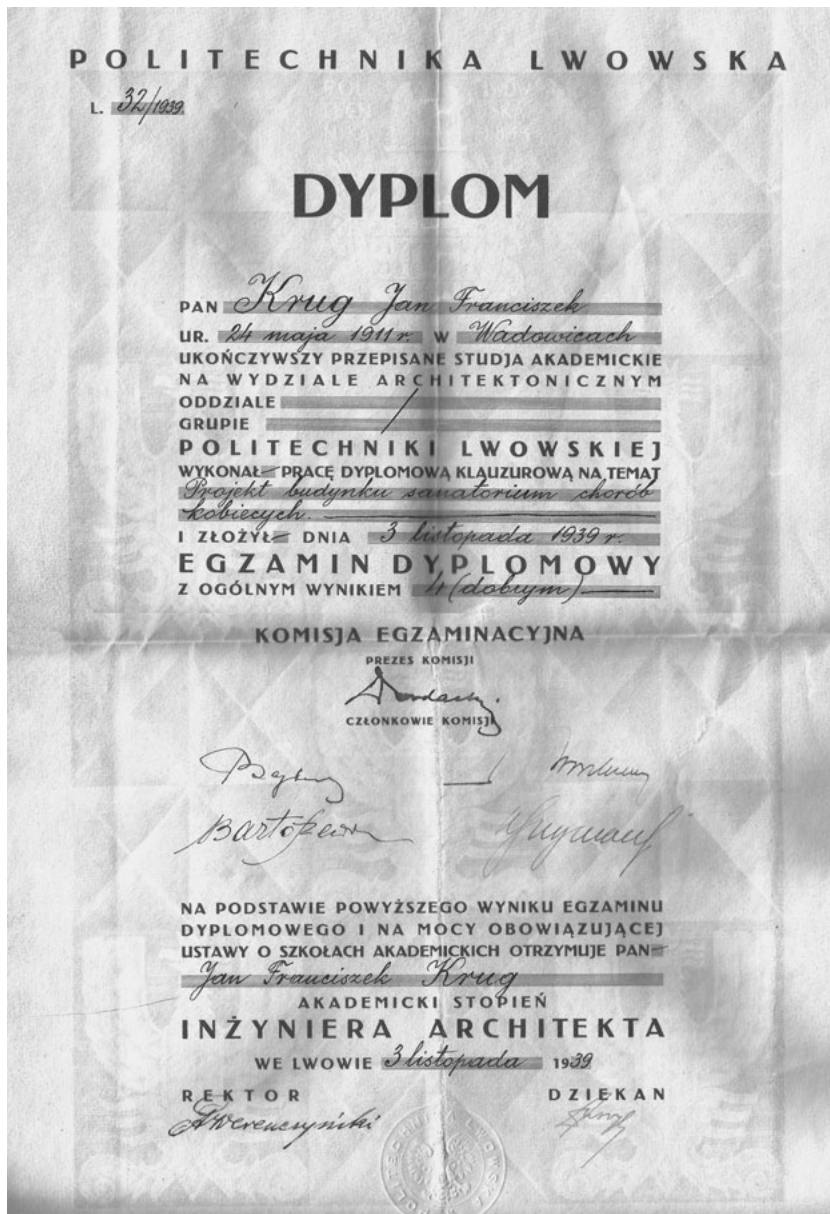 POLITECHNIKA LWOWSKA
L. 32/1939.
DYPLOM
PAN Krug Jan Franciszek
UR. 24 maja 1911 r. W Wadowicach
UKOŃCZYWSZY PRZEPISANE STUDJA AKADEMICKIE
NA WYDZIALE ARCHITEKTONICZNYM
ODDZIALE
GRUPIE
POLITECHNIKI LWOWSKIEJ
WYKONAŁ PRACĘ DYPLOMOWĄ KLAUZUROWĄ NA TEMAT
Projekt budynku sanatorium chorób
kobiecych.
I ZŁOŻYŁ DNIA 3 listopada 1939 r.
EGZAMIN DYPLOMOWY
Z OGÓLNYM WYNIKIEM 4 (dobrym)
KOMISJA EGZAMINACYJNA
PREZES KOMISJI
CZŁONKOWIE KOMISJI
NA PODSTAWIE POWYŻSZEGO WYNIKU EGZAMINU
DYPLOMOWEGO I NA MOCY OBOWIĄZUJĄCEJ
USTAWY O SZKOŁACH AKADEMICKICH OTRZYMUJE PAN
Jan Franciszek Krug
AKADEMICKI STOPIEŃ
INŻYNIERA ARCHITEKTA
WE LWOWIE 3 listopada 1939
REKTOR DZIEKAN
POLITECHNIKA LWOWSKA